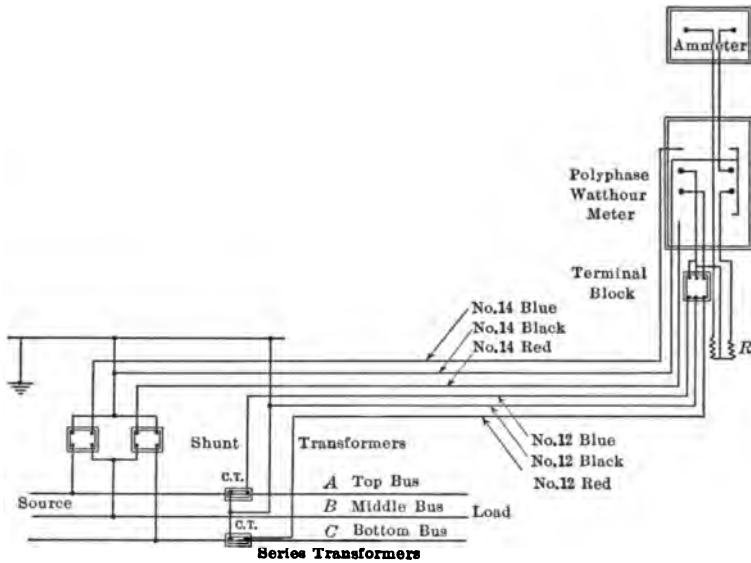 Ammeter
Polyphase
Watthour
Meter
Terminal
Block
No.14 Blue
No.14 Black
No.14 Red
R
Shunt Transformers
No.12 Blue
No.12 Black
No.12 Red
C.T.
A Top Bus
Source
B Middle Bus
Load
C.T.
C Bottom Bus
Series Transformers